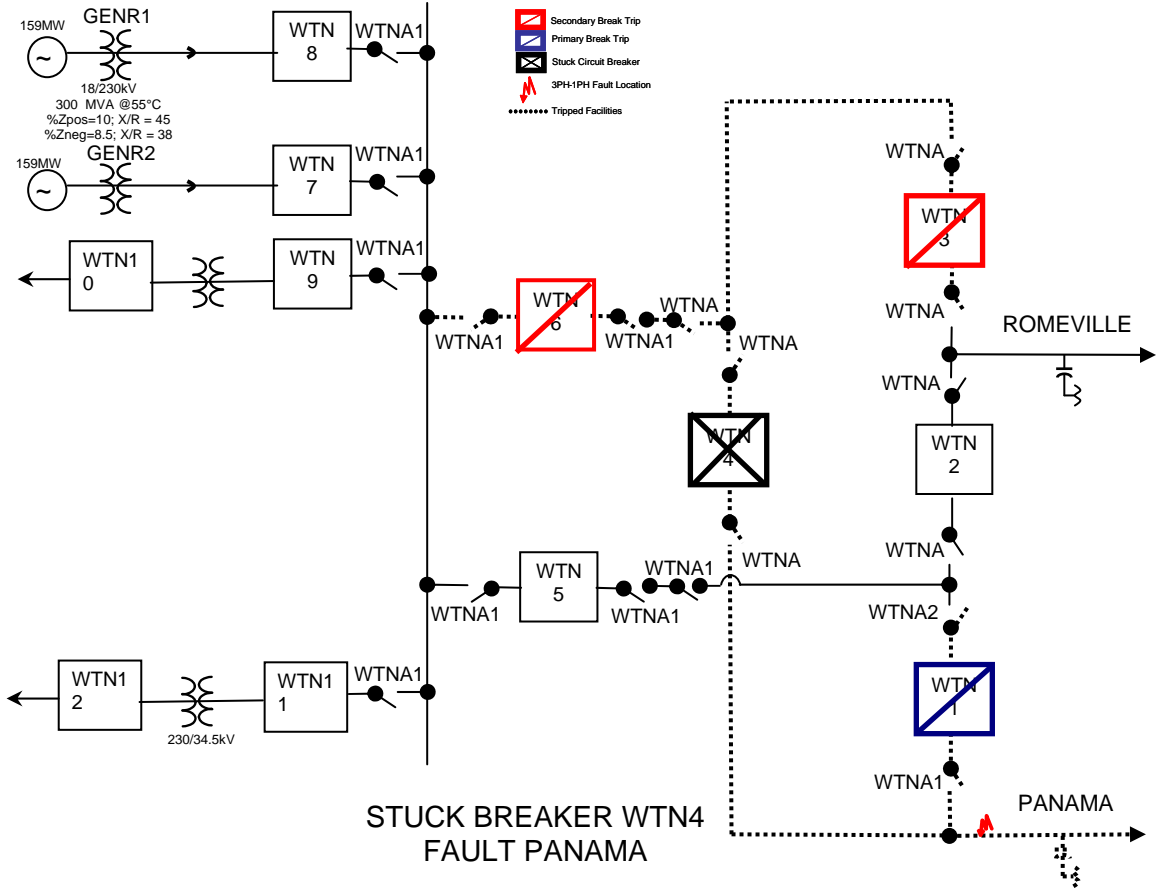 GENR1
159MW
~
18/230kV
300 MVA @55°C
%Zpos=10; X/R = 45
%Zneg=8.5; X/R = 38
WTN
8
WTNA1
GENR2
159MW
~
WTN
7
WTNA1
WTN1
0
WTN
9
WTNA1
Secondary Break Trip
Primary Break Trip
Stuck Circuit Breaker
3PH-1PH Fault Location
Tripped Facilities
WTNA
WTN
3
WTNA
ROMEVILLE
WTNA
WTN
2
WTNA
WTNA1
WTN
6
WTNA1
WTNA
WTNA
WTN
4
WTNA
WTNA1
WTN
5
WTNA1
WTNA1
WTNA2
WTN
1
WTNA1
PANAMA
WTN1
2
230/34.5kV
WTN1
1
WTNA1
STUCK BREAKER WTN4
FAULT PANAMA